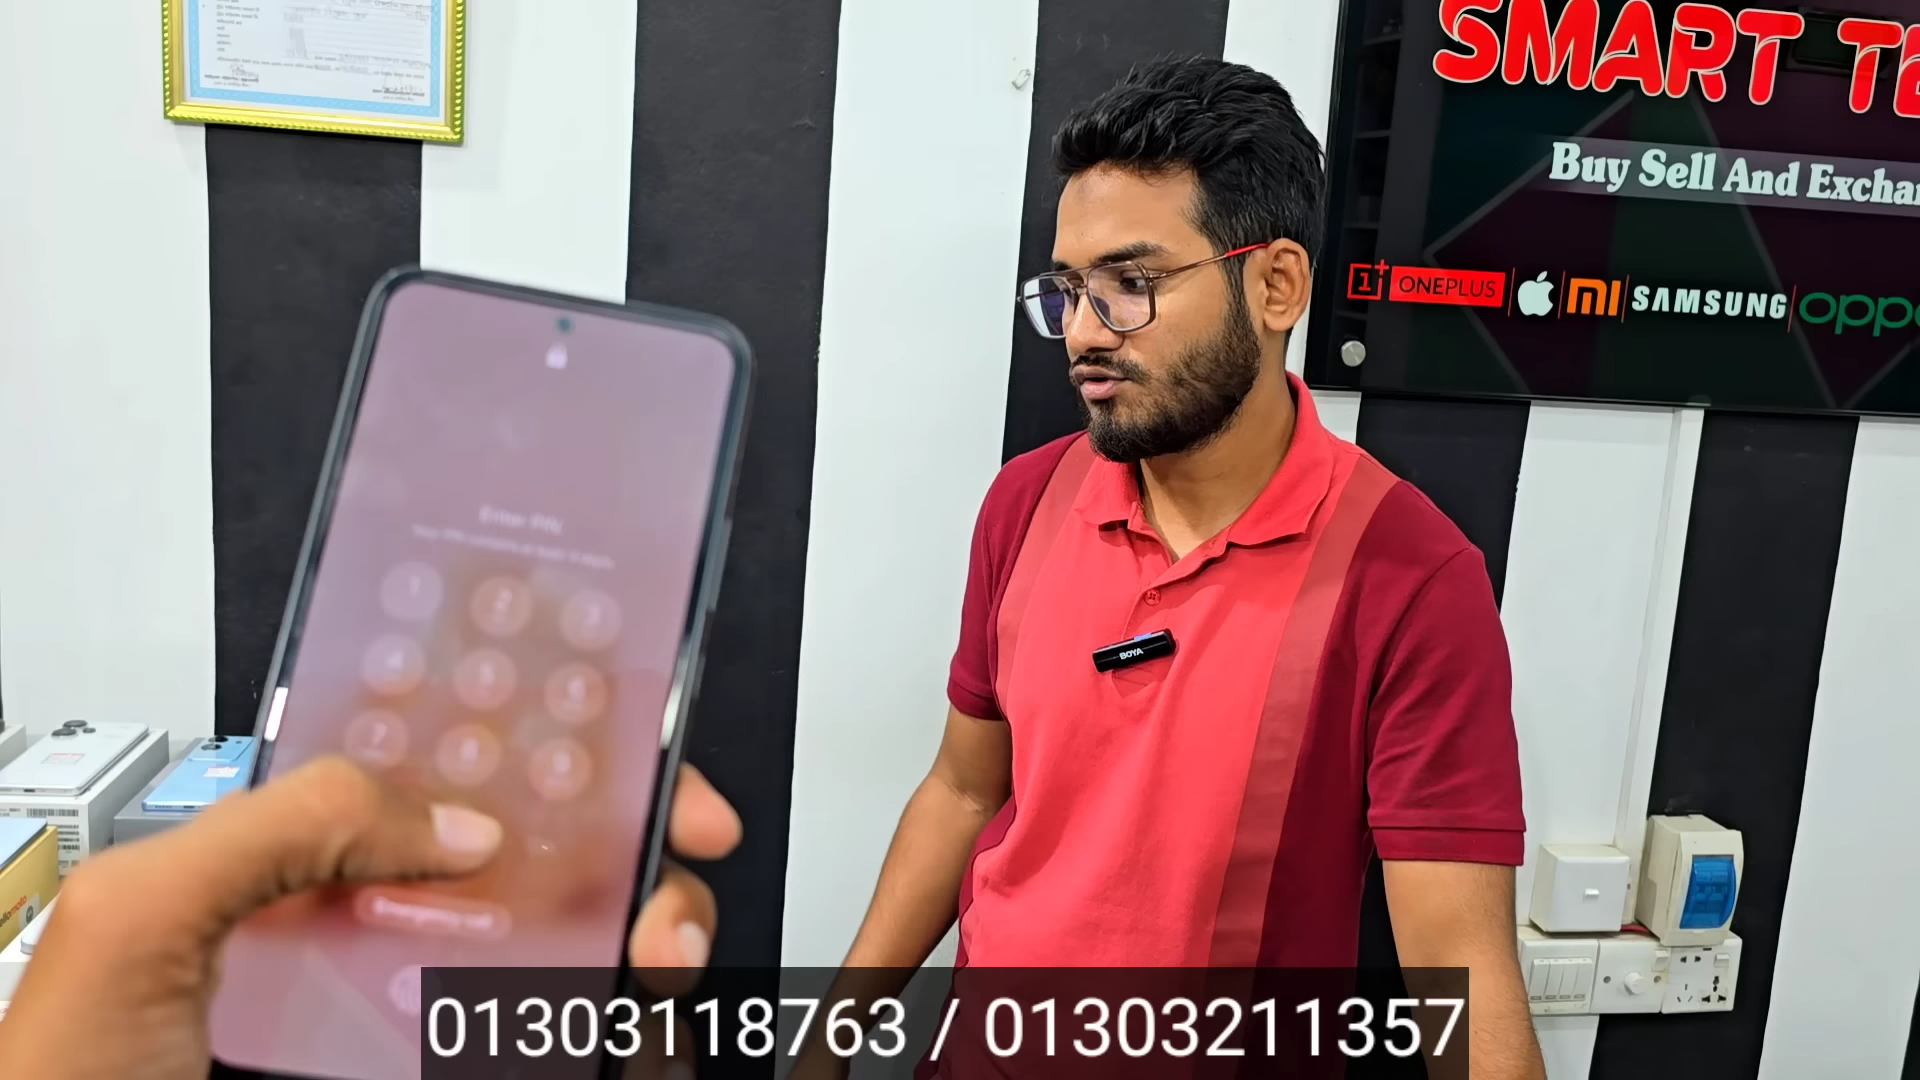 SMART TE
Buy Sell And Exchan
1+ ONEPLUS
mi
SAMSUNG
oppo
BOYA
Enter PIN
1
2
3
4
5
6
7
8
9
Emergency call
01303118763 / 01303211357